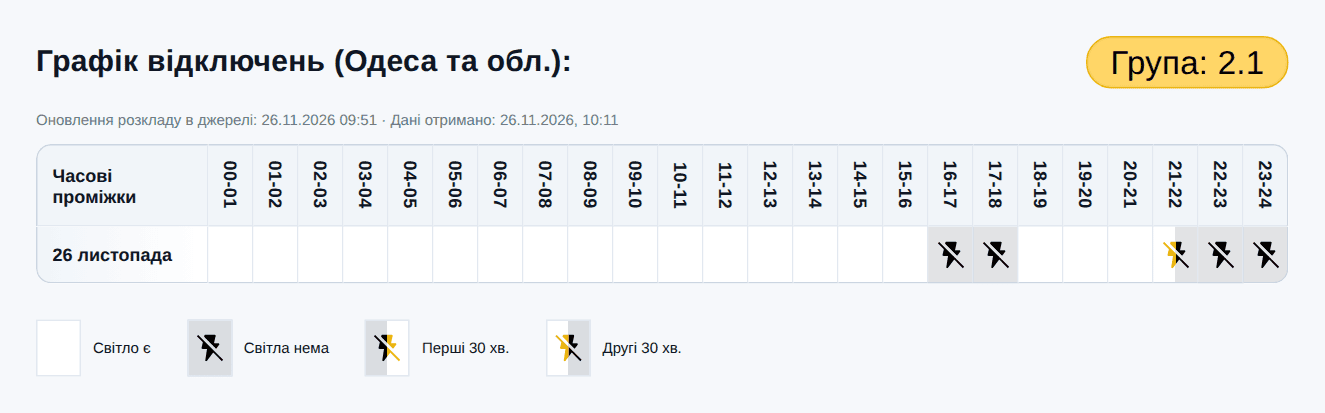 Графік відключень (Одеса та обл.):
Група: 2.1
Оновлення розкладу в джерелі: 26.11.2026 09:51 · Дані отримано: 26.11.2026, 10:11
Часові
проміжки
00-01
01-02
02-03
03-04
04-05
05-06
06-07
07-08
08-09
09-10
10-11
11-12
12-13
13-14
14-15
15-16
16-17
17-18
18-19
19-20
20-21
21-22
22-23
23-24
26 листопада
Світло є
Світла нема
Перші 30 хв.
Другі 30 хв.